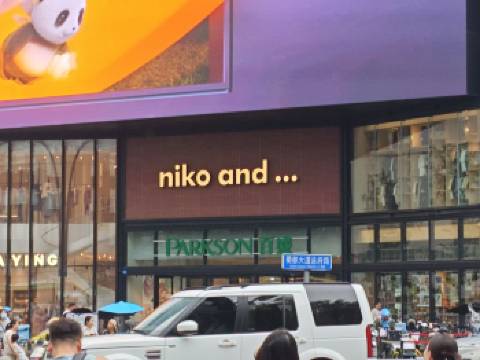 niko and ...
PARKSON 百盛
AYING